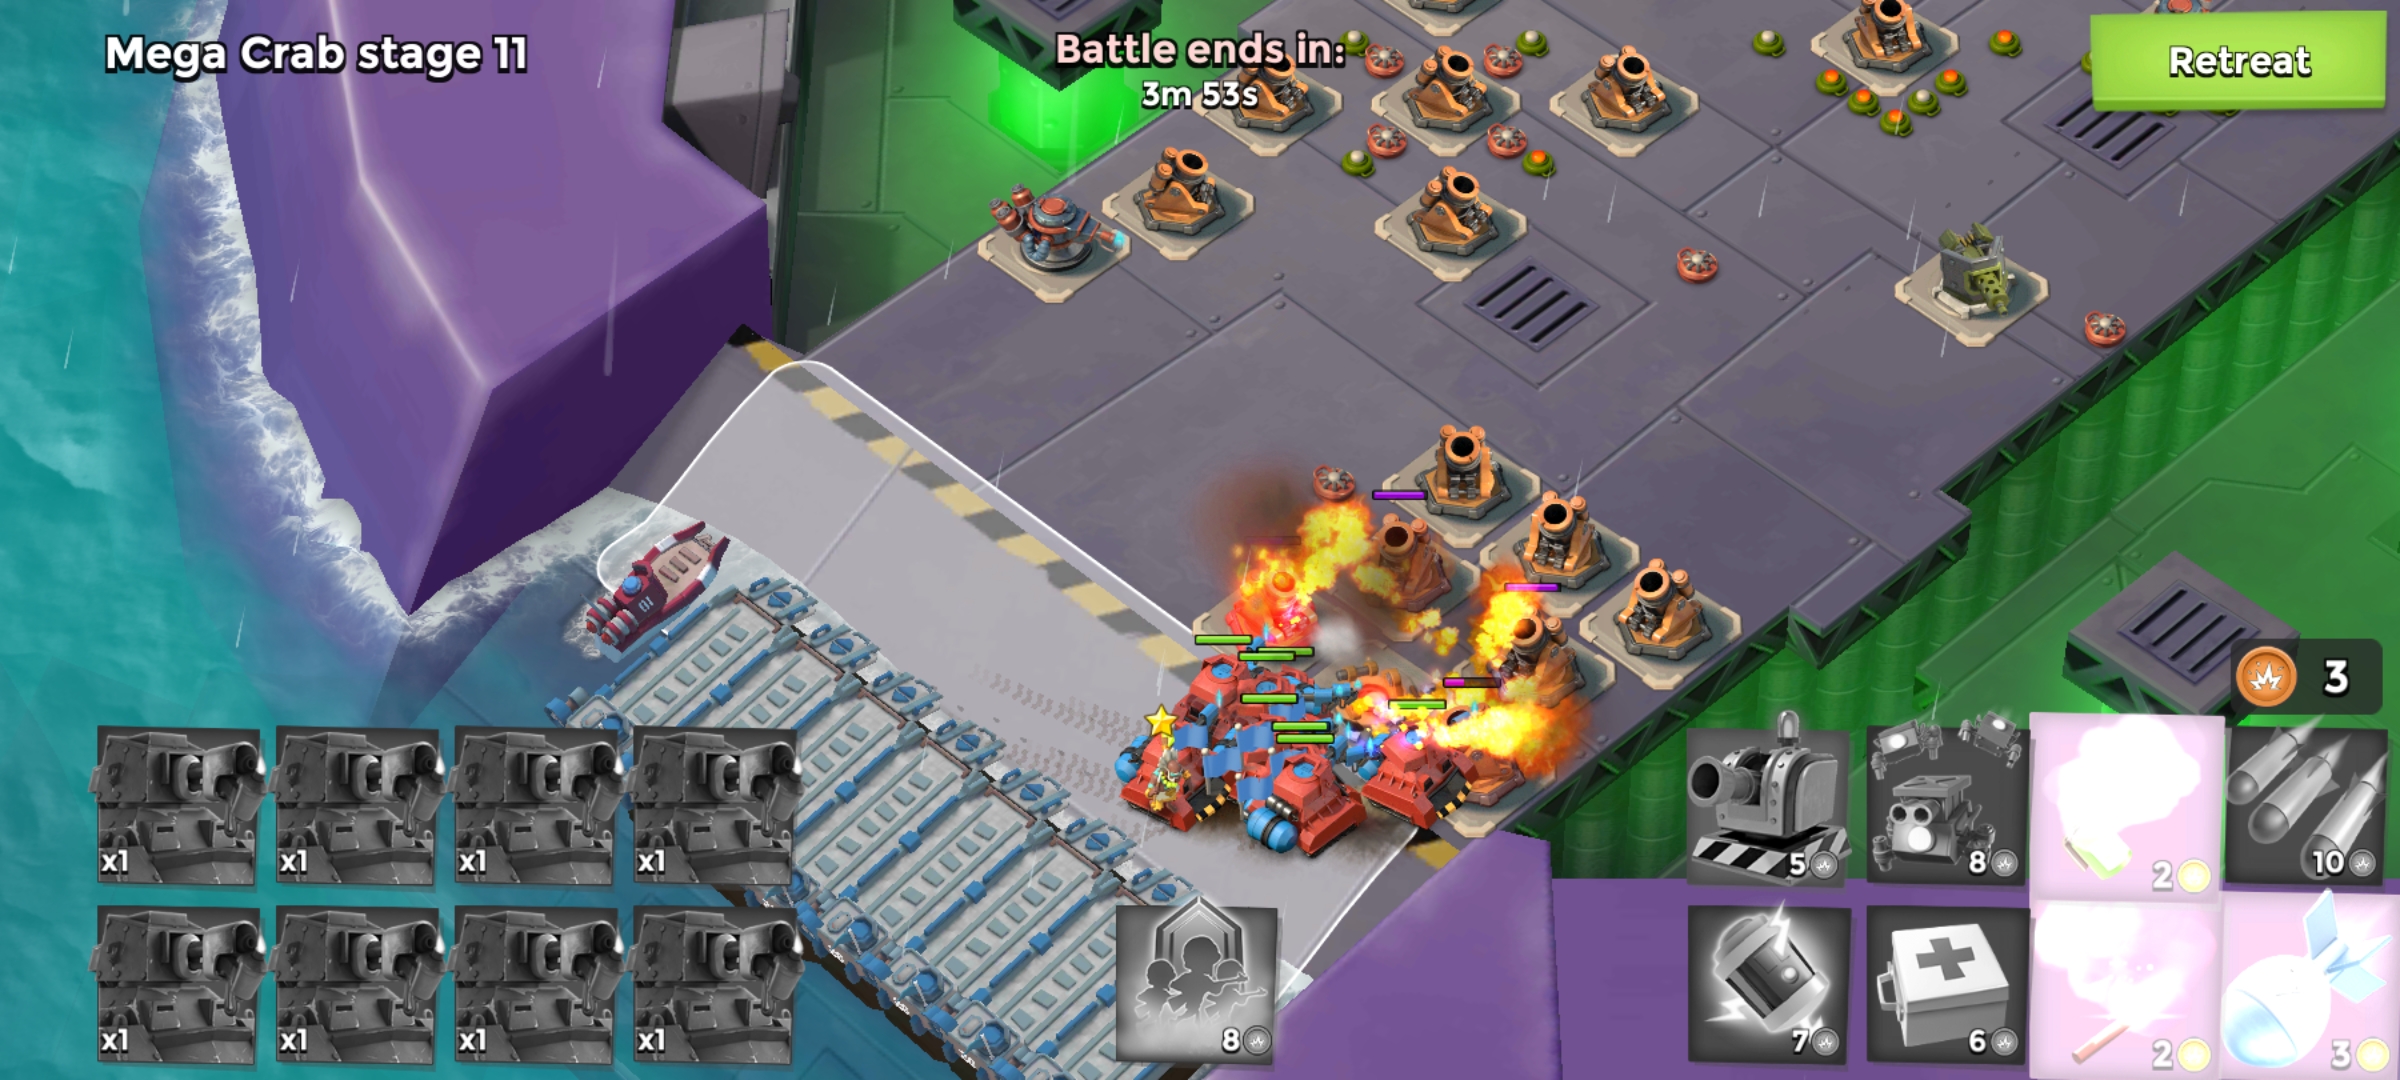 Mega Crab stage 11
Battle ends in:
3m 53s
Retreat
01
3
x1
x1
x1
x1
5
8
2
10
x1
x1
x1
x1
8
7
6
2
3